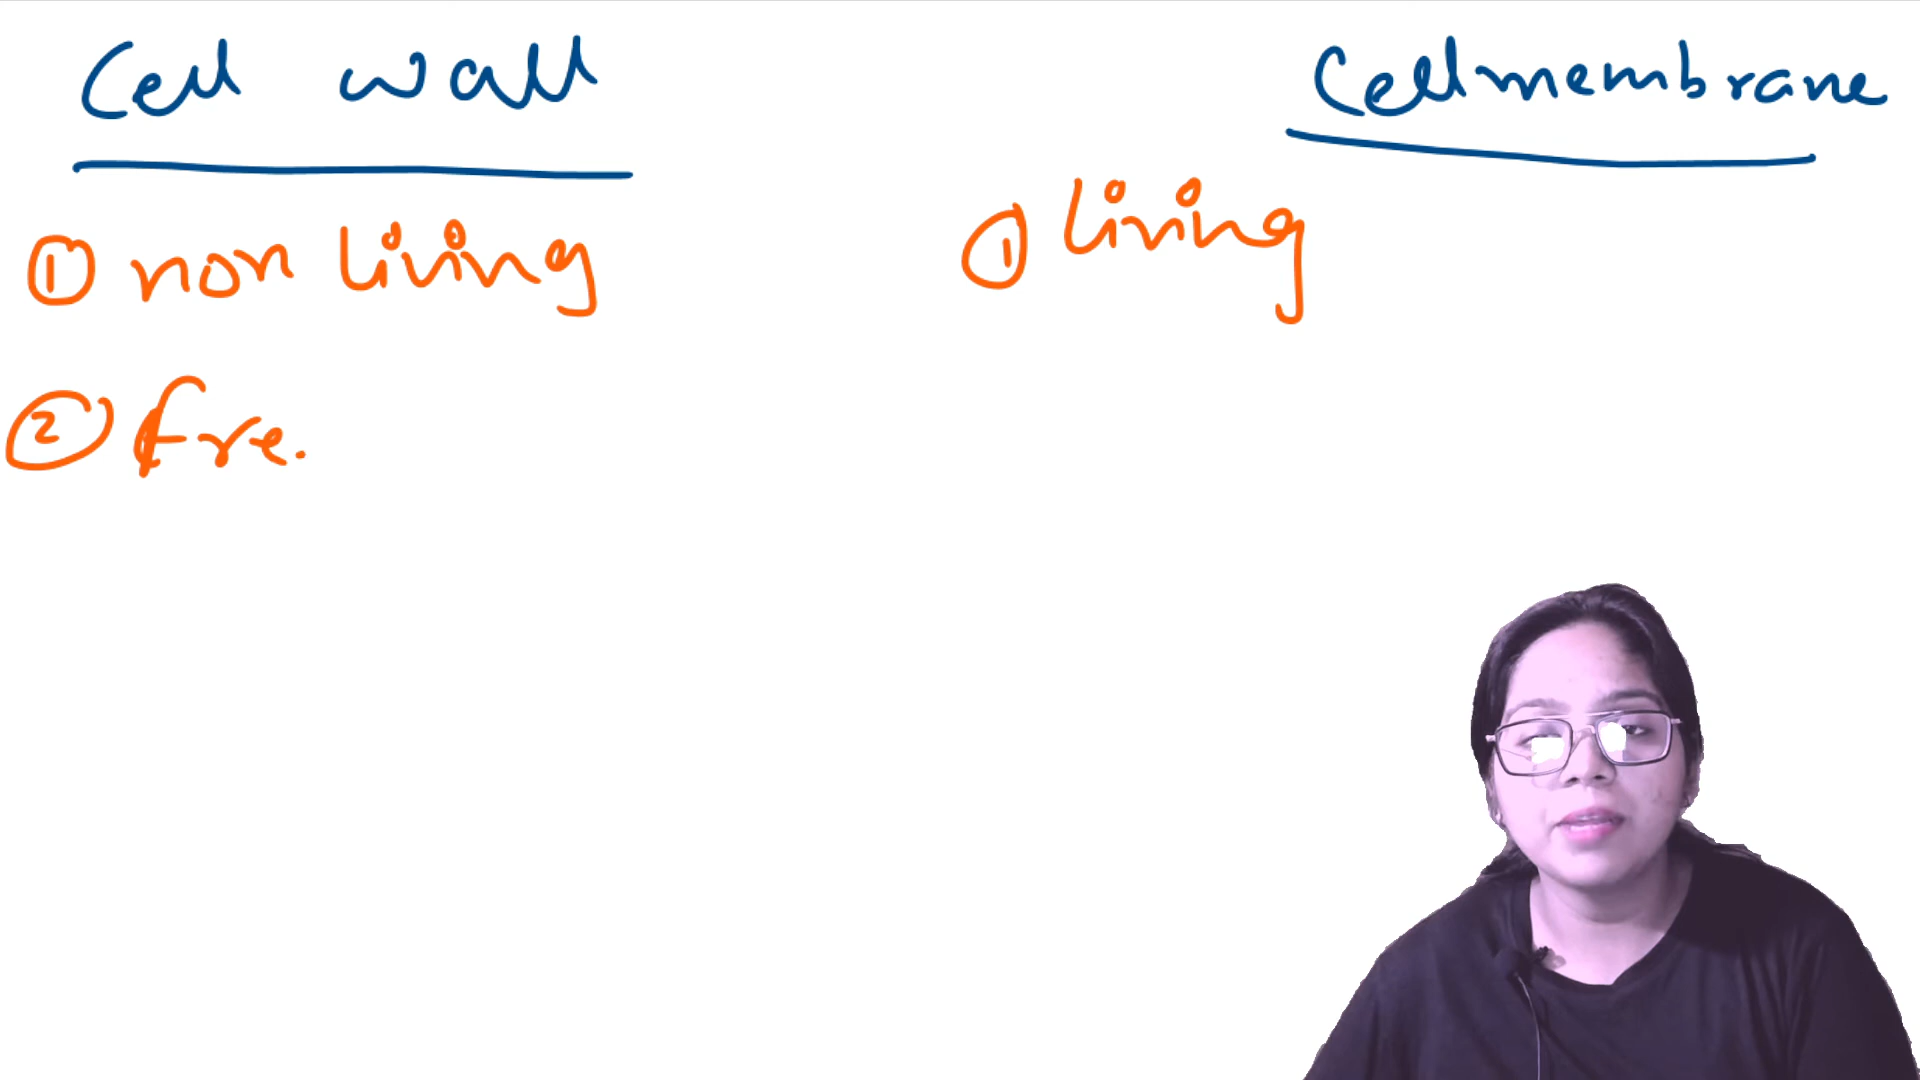 Cell wall
Cellmembrane
① non living
① living
② fre.